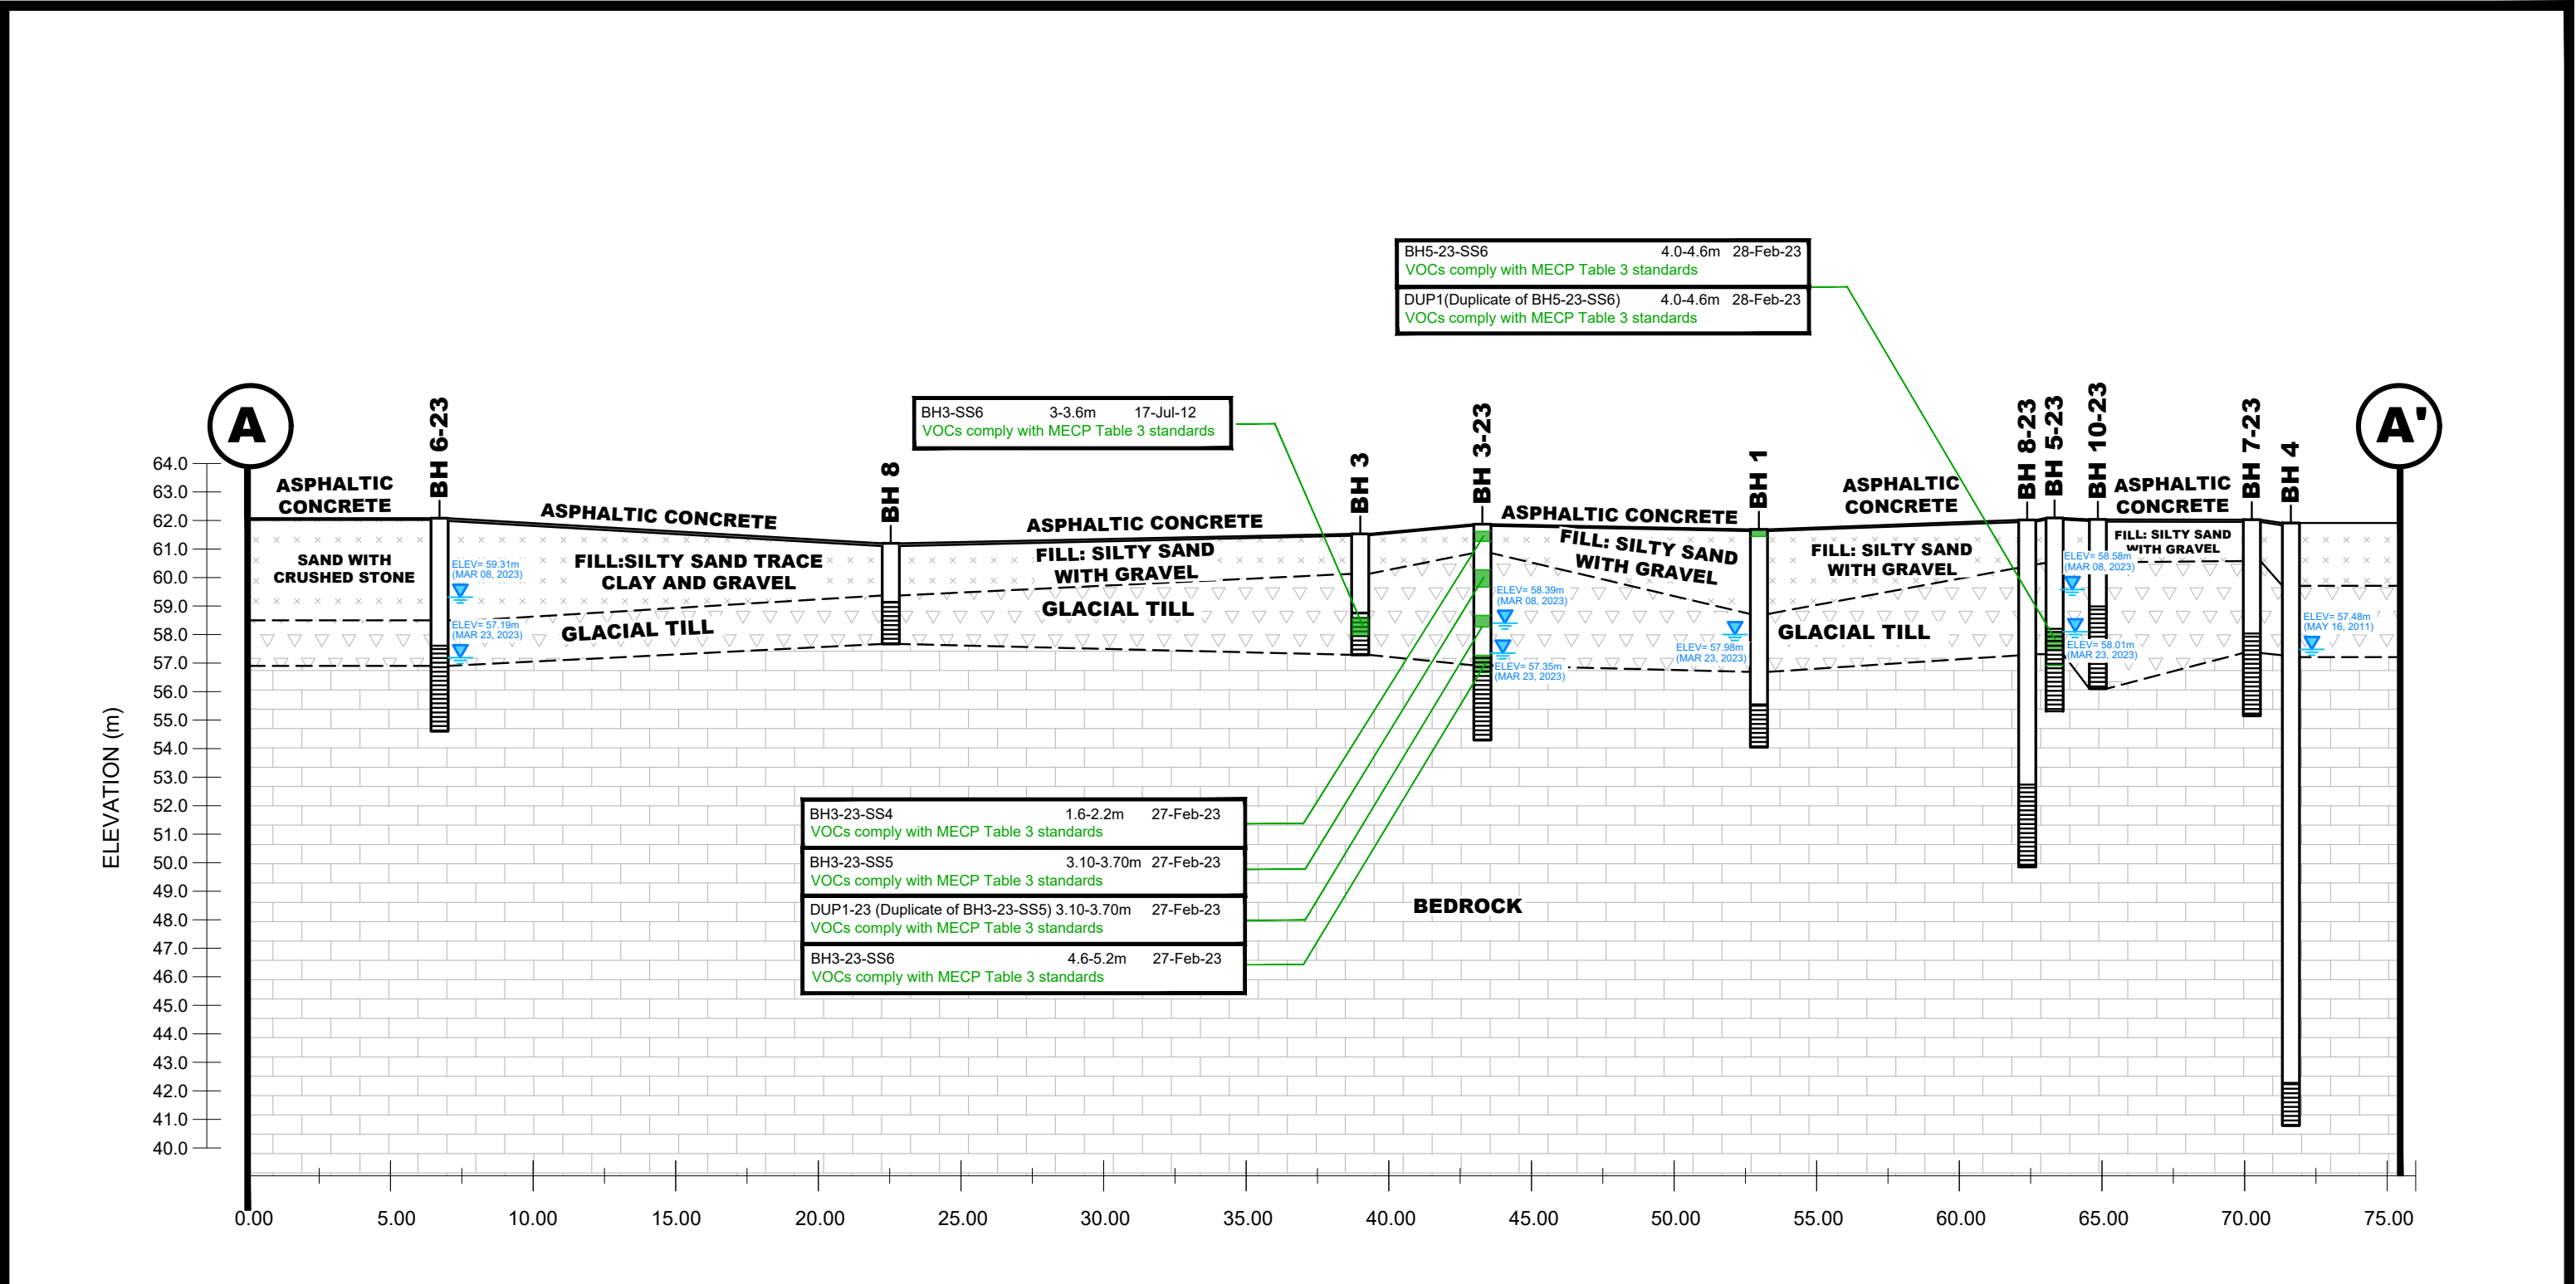 BH5-23-SS6 4.0-4.6m 28-Feb-23
VOCs comply with MECP Table 3 standards
DUP1(Duplicate of BH5-23-SS6) 4.0-4.6m 28-Feb-23
VOCs comply with MECP Table 3 standards
BH3-SS6 3-3.6m 17-Jul-12
VOCs comply with MECP Table 3 standards
A
A'
BH 6-23
BH 8
BH 3
BH 3-23
BH 1
BH 8-23
BH 5-23
BH 10-23
BH 7-23
BH 4
ASPHALTIC
CONCRETE
ASPHALTIC CONCRETE
ASPHALTIC CONCRETE
ASPHALTIC CONCRETE
ASPHALTIC
CONCRETE
ASPHALTIC
CONCRETE
SAND WITH
CRUSHED STONE
FILL:SILTY SAND TRACE
CLAY AND GRAVEL
FILL: SILTY SAND
WITH GRAVEL
FILL: SILTY SAND
WITH GRAVEL
FILL: SILTY SAND
WITH GRAVEL
FILL: SILTY SAND
WITH GRAVEL
ELEV= 59.31m
(MAR 08, 2023)
ELEV= 57.19m
(MAR 23, 2023)
ELEV= 58.39m
(MAR 08, 2023)
ELEV= 57.35m
(MAR 23, 2023)
ELEV= 57.98m
(MAR 23, 2023)
ELEV= 58.58m
(MAR 08, 2023)
ELEV= 58.01m
(MAR 23, 2023)
ELEV= 57.48m
(MAY 16, 2011)
GLACIAL TILL
GLACIAL TILL
GLACIAL TILL
BH3-23-SS4 1.6-2.2m 27-Feb-23
VOCs comply with MECP Table 3 standards
BH3-23-SS5 3.10-3.70m 27-Feb-23
VOCs comply with MECP Table 3 standards
DUP1-23 (Duplicate of BH3-23-SS5) 3.10-3.70m 27-Feb-23
VOCs comply with MECP Table 3 standards
BH3-23-SS6 4.6-5.2m 27-Feb-23
VOCs comply with MECP Table 3 standards
BEDROCK
ELEVATION (m)
64.0
63.0
62.0
61.0
60.0
59.0
58.0
57.0
56.0
55.0
54.0
53.0
52.0
51.0
50.0
49.0
48.0
47.0
46.0
45.0
44.0
43.0
42.0
41.0
40.0
0.00 5.00 10.00 15.00 20.00 25.00 30.00 35.00 40.00 45.00 50.00 55.00 60.00 65.00 70.00 75.00